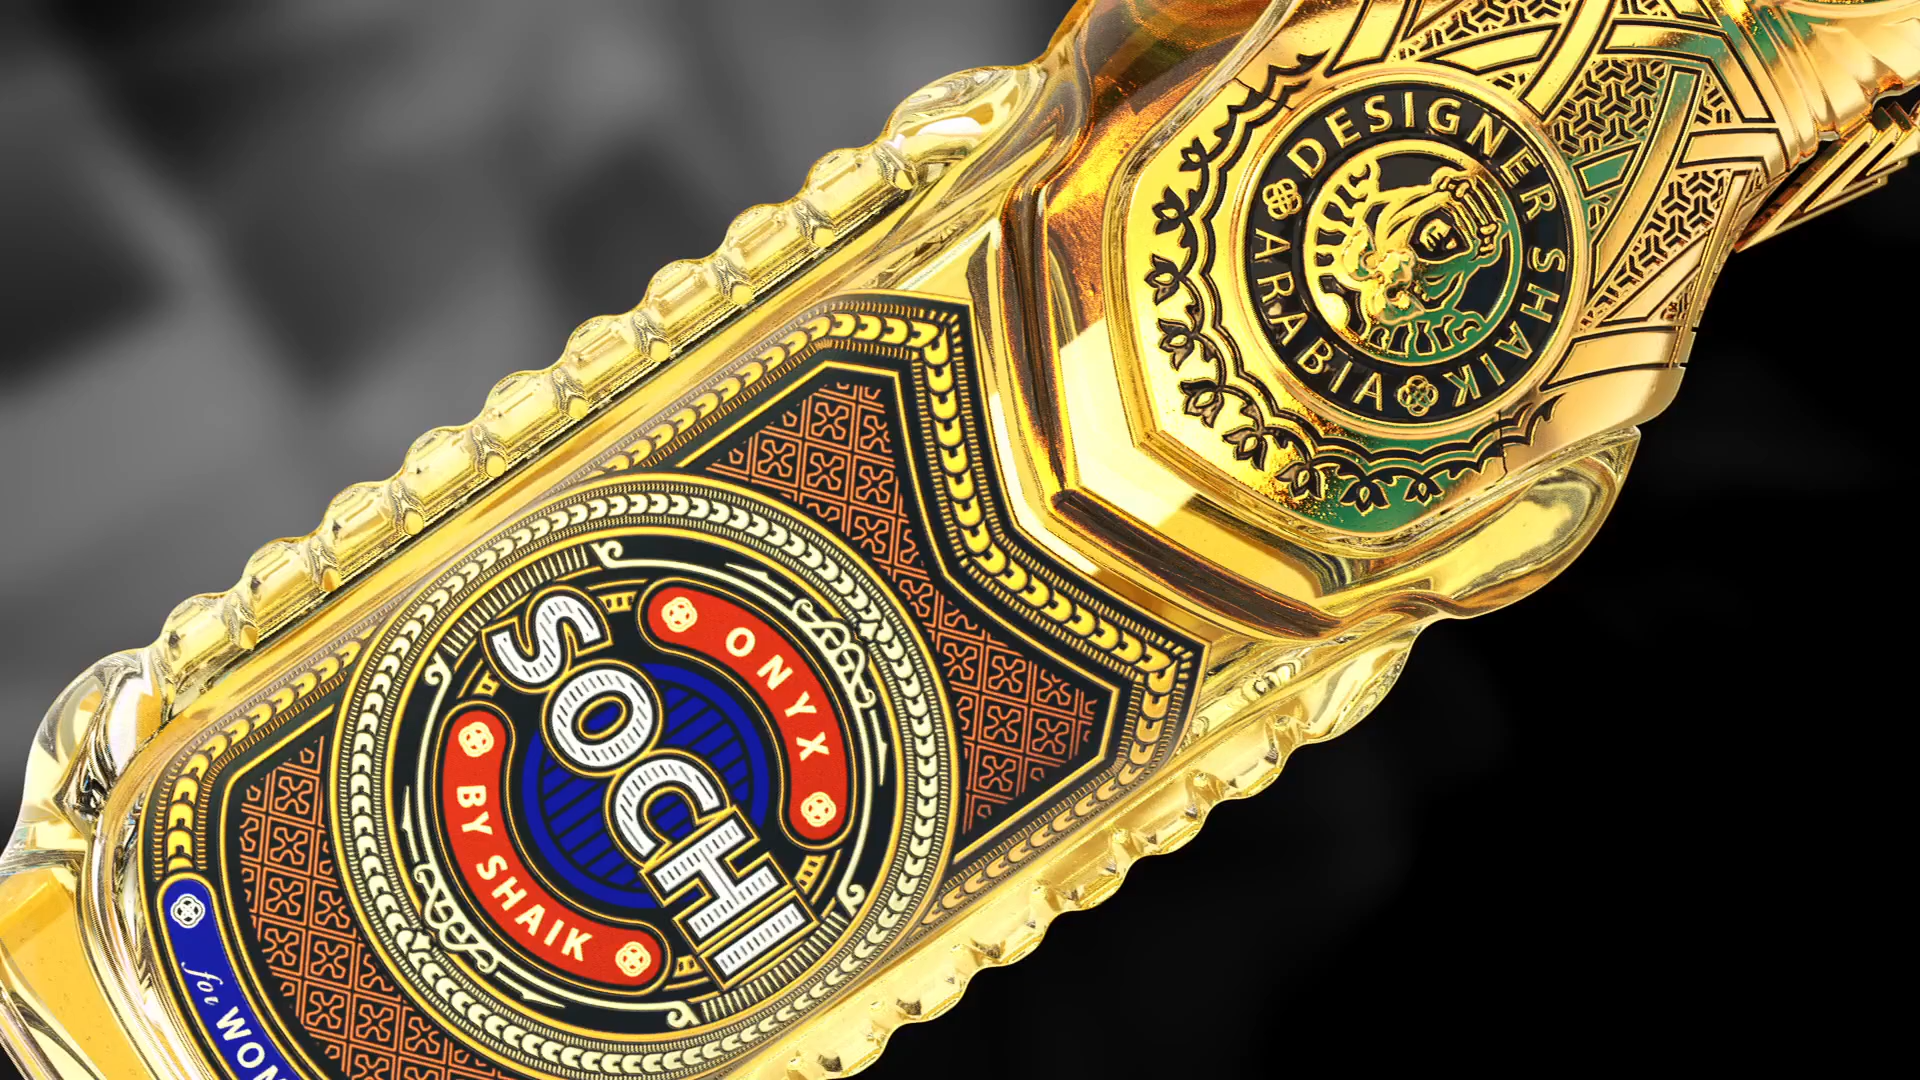 DESIGNER SHAIK
ARABIA
ONYX
SOCHI
BY SHAIK
for WOM